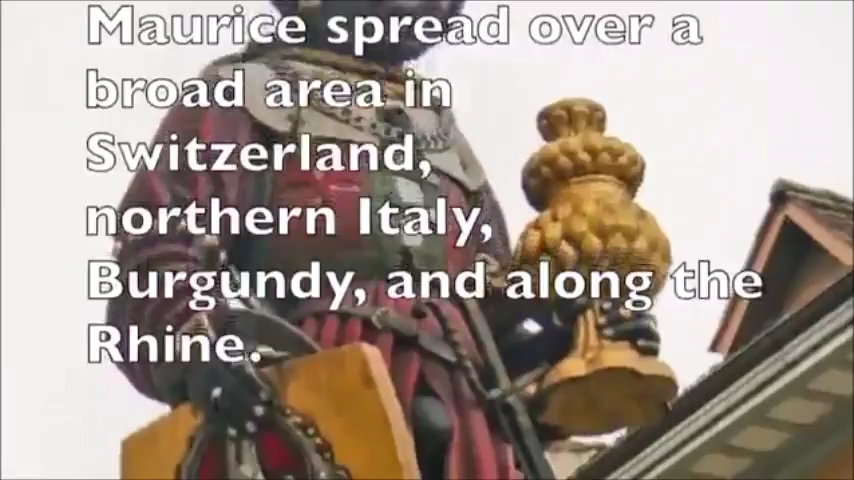 Maurice spread over a
broad area in
Switzerland,
northern Italy,
Burgundy, and along the
Rhine.